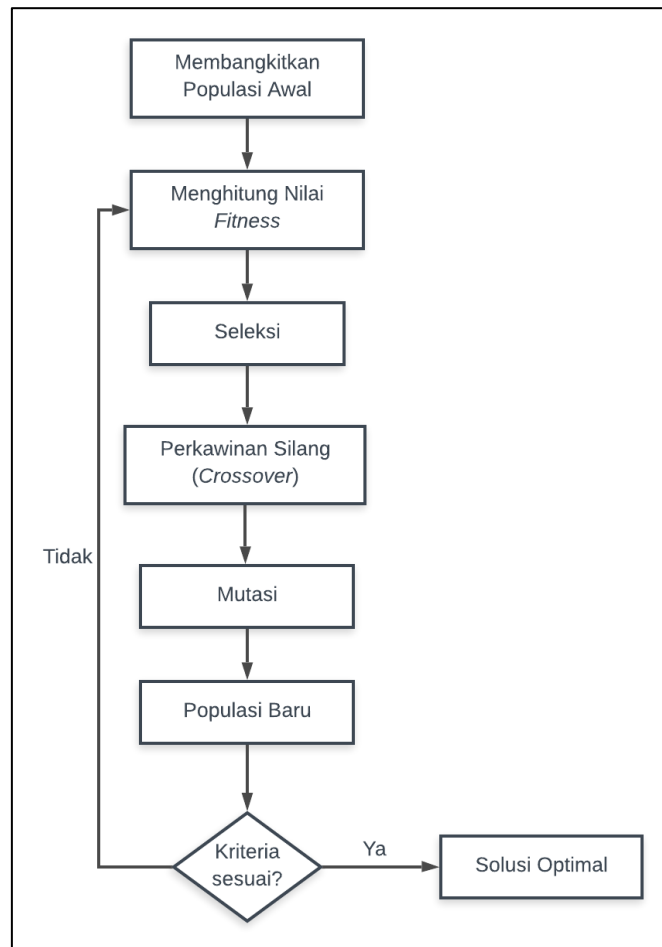 Membangkitkan
Populasi Awal
Menghitung Nilai
Fitness
Seleksi
Perkawinan Silang
(Crossover)
Tidak
Mutasi
Populasi Baru
Kriteria
sesuai?
Ya
Solusi Optimal